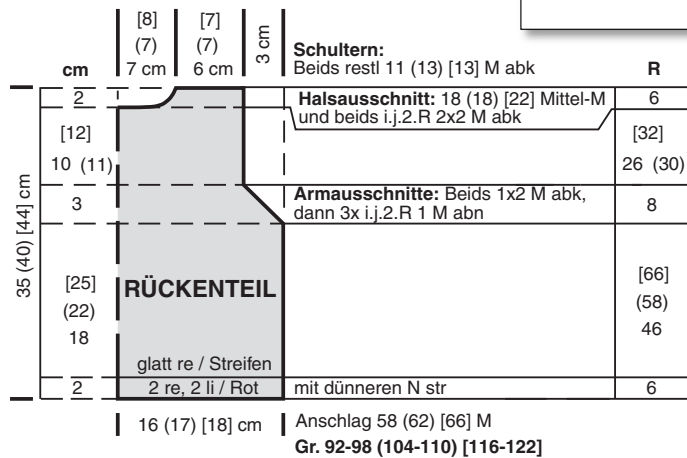 [8] [7]
(7) (7) 3 cm
7 cm 6 cm
Schultern:
cm Beids restl 11 (13) [13] M abk R
2 Halsausschnitt: 18 (18) [22] Mittel-M 6
und beids i.j.2.R 2x2 M abk
[12] [32]
10 (11) 26 (30)
3 Armausschnitte: Beids 1x2 M abk, 8
dann 3x i.j.2.R 1 M abn
35 (40) [44] cm
[25] RÜCKENTEIL [66]
(22) (58)
18 46
glatt re / Streifen
2 2 re, 2 li / Rot mit dünneren N str 6
16 (17) [18] cm Anschlag 58 (62) [66] M
Gr. 92-98 (104-110) [116-122]